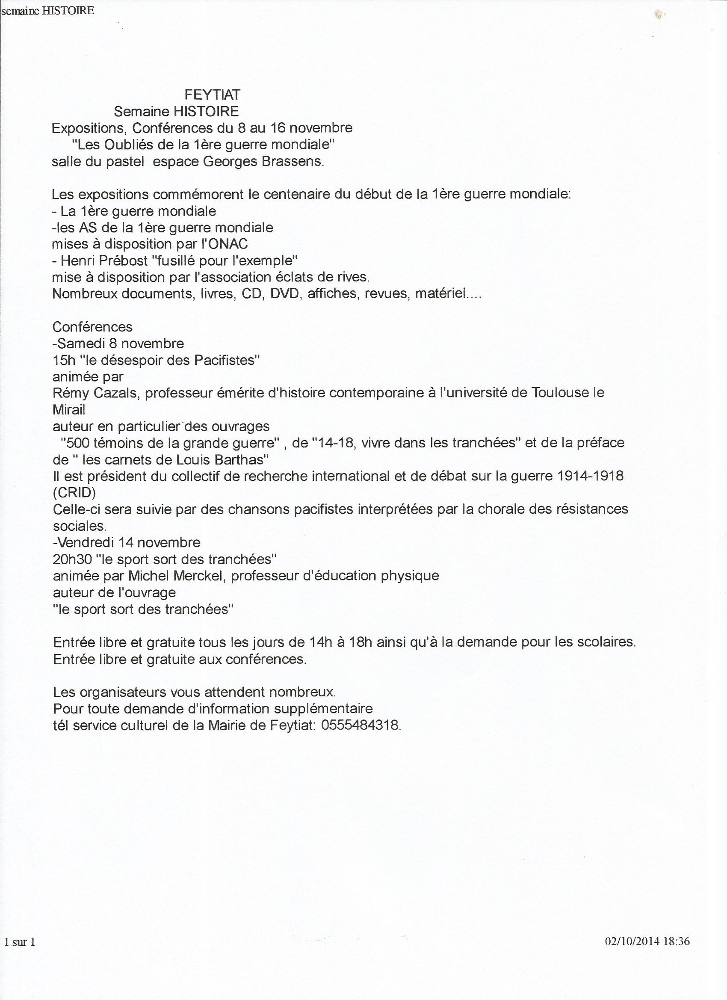 semaine HISTOIRE
FEYTIAT
Semaine HISTOIRE
Expositions, Conférences du 8 au 16 novembre
"Les Oubliés de la 1ère guerre mondiale"
salle du pastel  espace Georges Brassens.
Les expositions commémorent le centenaire du début de la 1ère guerre mondiale:
- La 1ère guerre mondiale
-les AS de la 1ère guerre mondiale
mises à disposition par l'ONAC
- Henri Prébost "fusillé pour l'exemple"
mise à disposition par l'association éclats de rives.
Nombreux documents, livres, CD, DVD, affiches, revues, matériel....
Conférences
-Samedi 8 novembre
15h "le désespoir des Pacifistes"
animée par
Rémy Cazals, professeur émérite d'histoire contemporaine à l'université de Toulouse le
Mirail
auteur en particulier des ouvrages
"500 témoins de la grande guerre" , de "14-18, vivre dans les tranchées" et de la préface
de " les carnets de Louis Barthas"
Il est président du collectif de recherche international et de débat sur la guerre 1914-1918
(CRID)
Celle-ci sera suivie par des chansons pacifistes interprétées par la chorale des résistances
sociales.
-Vendredi 14 novembre
20h30 "le sport sort des tranchées"
animée par Michel Merckel, professeur d'éducation physique
auteur de l'ouvrage
"le sport sort des tranchées"
Entrée libre et gratuite tous les jours de 14h à 18h ainsi qu'à la demande pour les scolaires.
Entrée libre et gratuite aux conférences.
Les organisateurs vous attendent nombreux.
Pour toute demande d'information supplémentaire
tél service culturel de la Mairie de Feytiat: 0555484318.
1 sur 1
02/10/2014 18:36